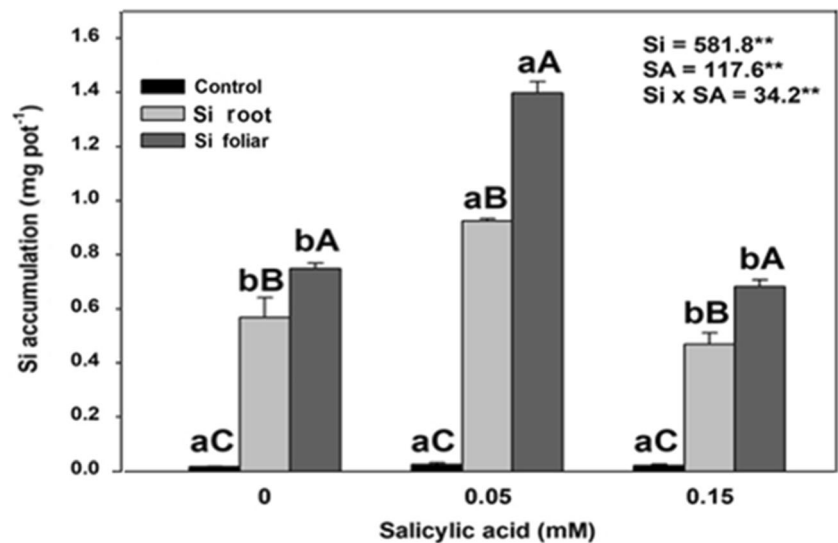 Si accumulation (mg pot⁻¹)
1.6
1.4
1.2
1.0
0.8
0.6
0.4
0.2
0.0
Control
Si root
Si foliar
Si = 581.8**
SA = 117.6**
Si x SA = 34.2**
aC
bB
bA
aC
aB
aA
aC
bB
bA
0
0.05
0.15
Salicylic acid (mM)